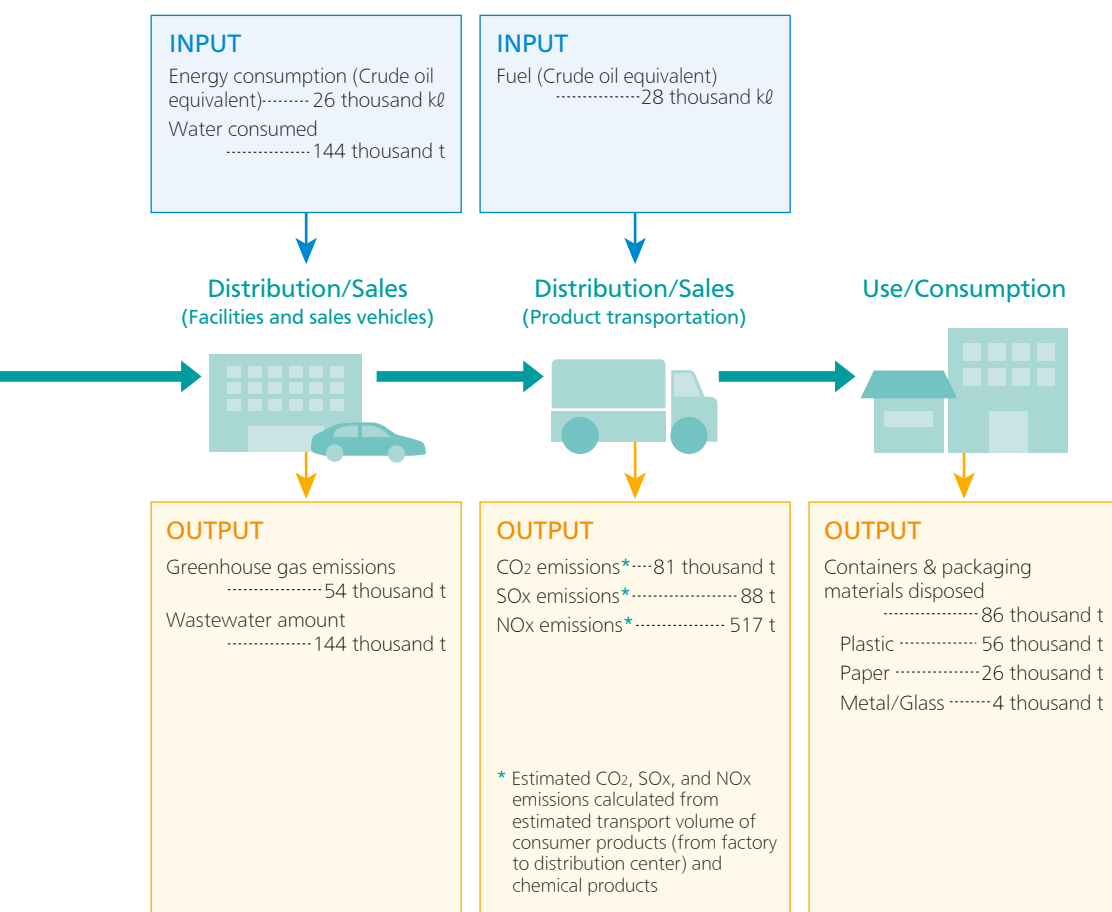 INPUT
Energy consumption (Crude oil
equivalent)········· 26 thousand kℓ
Water consumed
················144 thousand t
INPUT
Fuel (Crude oil equivalent)
················28 thousand kℓ
Distribution/Sales
(Facilities and sales vehicles)
Distribution/Sales
(Product transportation)
Use/Consumption
OUTPUT
Greenhouse gas emissions
··················54 thousand t
Wastewater amount
················144 thousand t
OUTPUT
CO2 emissions*····81 thousand t
SOx emissions*···················· 88 t
NOx emissions*················· 517 t
* Estimated CO2, SOx, and NOx
emissions calculated from
estimated transport volume of
consumer products (from factory
to distribution center) and
chemical products
OUTPUT
Containers & packaging
materials disposed
·················· 86 thousand t
Plastic ··············· 56 thousand t
Paper ················26 thousand t
Metal/Glass ········4 thousand t